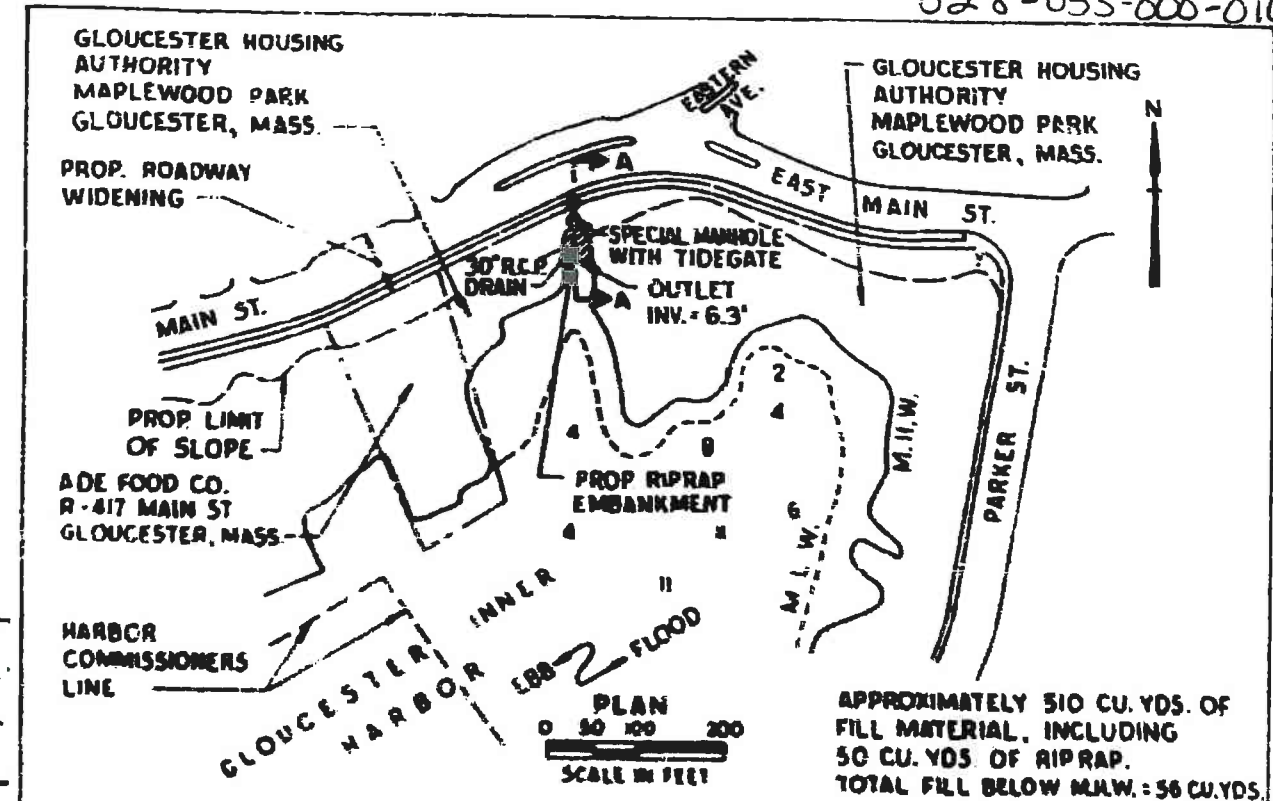 GLOUCESTER HOUSING
AUTHORITY
MAPLEWOOD PARK
GLOUCESTER, MASS.
PROP. ROADWAY
WIDENING
EASTERN
AVE.
GLOUCESTER HOUSING
AUTHORITY
MAPLEWOOD PARK
GLOUCESTER, MASS.
N
A
EAST MAIN ST.
SPECIAL MANHOLE
WITH TIDEGATE
30" R.C.P.
DRAIN
OUTLET
INV. = 6.3'
A
MAIN ST.
PROP. LIMIT
OF SLOPE
ADE FOOD CO.
R-417 MAIN ST
GLOUCESTER, MASS.
2
4
4
PROP RIPRAP
EMBANKMENT
6
4
11
M.H.W.
M.L.W.
PARKER ST.
HARBOR
COMMISSIONERS
LINE
GLOUCESTER INNER
HARBOR
EBB
FLOOD
PLAN
0 50 100 200
SCALE IN FEET
APPROXIMATELY 510 CU. YDS. OF
FILL MATERIAL, INCLUDING
50 CU. YDS. OF RIPRAP.
TOTAL FILL BELOW M.H.W. = 56 CU.YDS.